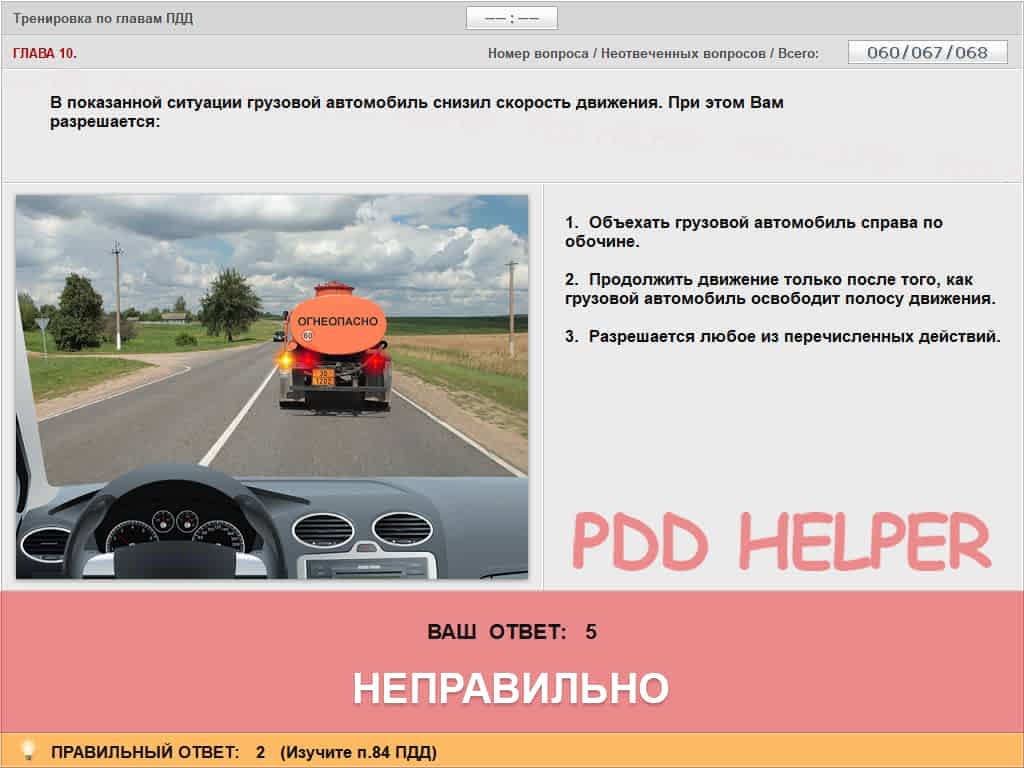 Тренировка по главам ПДД
—— : ——
ГЛАВА 10.
Номер вопроса / Неотвеченных вопросов / Всего:
060/067/068
В показанной ситуации грузовой автомобиль снизил скорость движения. При этом Вам
разрешается:
ОГНЕОПАСНО
60
30
1202
1. Объехать грузовой автомобиль справа по
обочине.
2. Продолжить движение только после того, как
грузовой автомобиль освободит полосу движения.
3. Разрешается любое из перечисленных действий.
PDD HELPER
ВАШ ОТВЕТ: 5
НЕПРАВИЛЬНО
ПРАВИЛЬНЫЙ ОТВЕТ: 2 (Изучите п.84 ПДД)